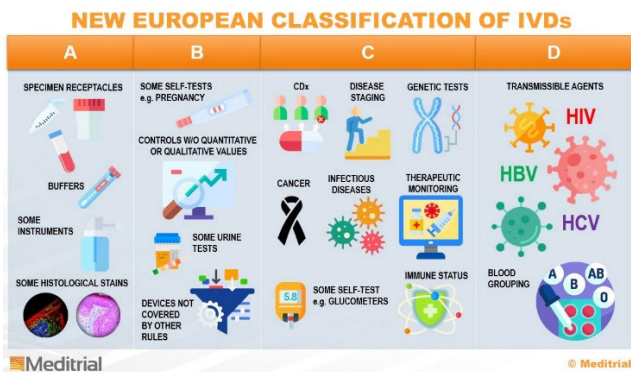 NEW EUROPEAN CLASSIFICATION OF IVDs
A
B
C
D
SPECIMEN RECEPTACLES
BUFFERS
SOME
INSTRUMENTS
SOME HISTOLOGICAL STAINS
SOME SELF-TESTS
e.g. PREGNANCY
CONTROLS W/O QUANTITATIVE
OR QUALITATIVE VALUES
SOME URINE
TESTS
DEVICES NOT
COVERED
BY OTHER
RULES
CDx
DISEASE
STAGING
GENETIC TESTS
CANCER
INFECTIOUS
DISEASES
THERAPEUTIC
MONITORING
5.8
SOME SELF-TEST
e.g. GLUCOMETERS
IMMUNE STATUS
TRANSMISSIBLE AGENTS
HIV
HBV
HCV
BLOOD
GROUPING
A
B
AB
O
Meditrial
© Meditrial